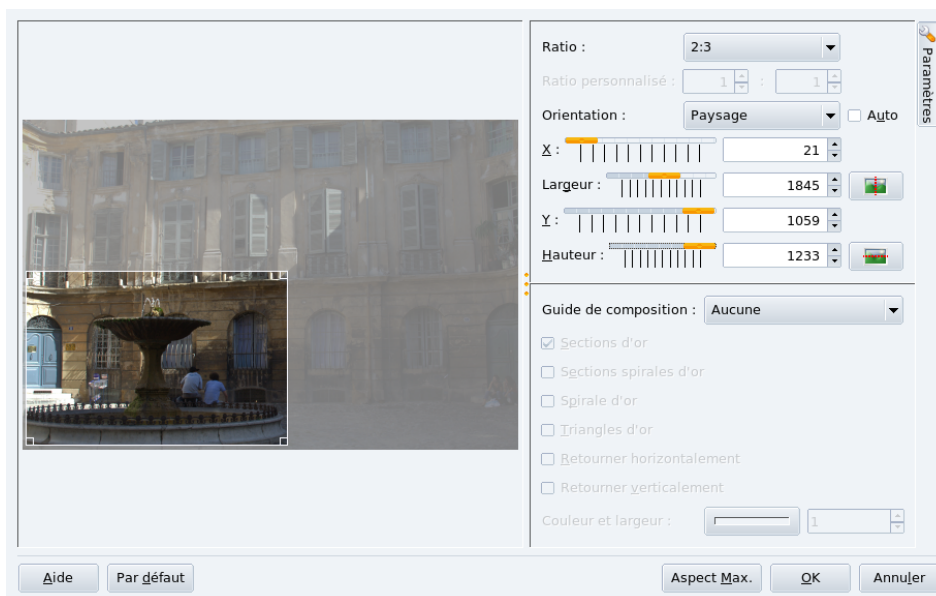 Ratio : 2:3
Ratio personnalisé : 1 : 1
Orientation : Paysage Auto
X : 21
Largeur : 1845
Y : 1059
Hauteur : 1233
Paramètres
Guide de composition : Aucune
Sections d'or
Sections spirales d'or
Spirale d'or
Triangles d'or
Retourner horizontalement
Retourner verticalement
Couleur et largeur : 1
Aide Par défaut Aspect Max. OK Annuler